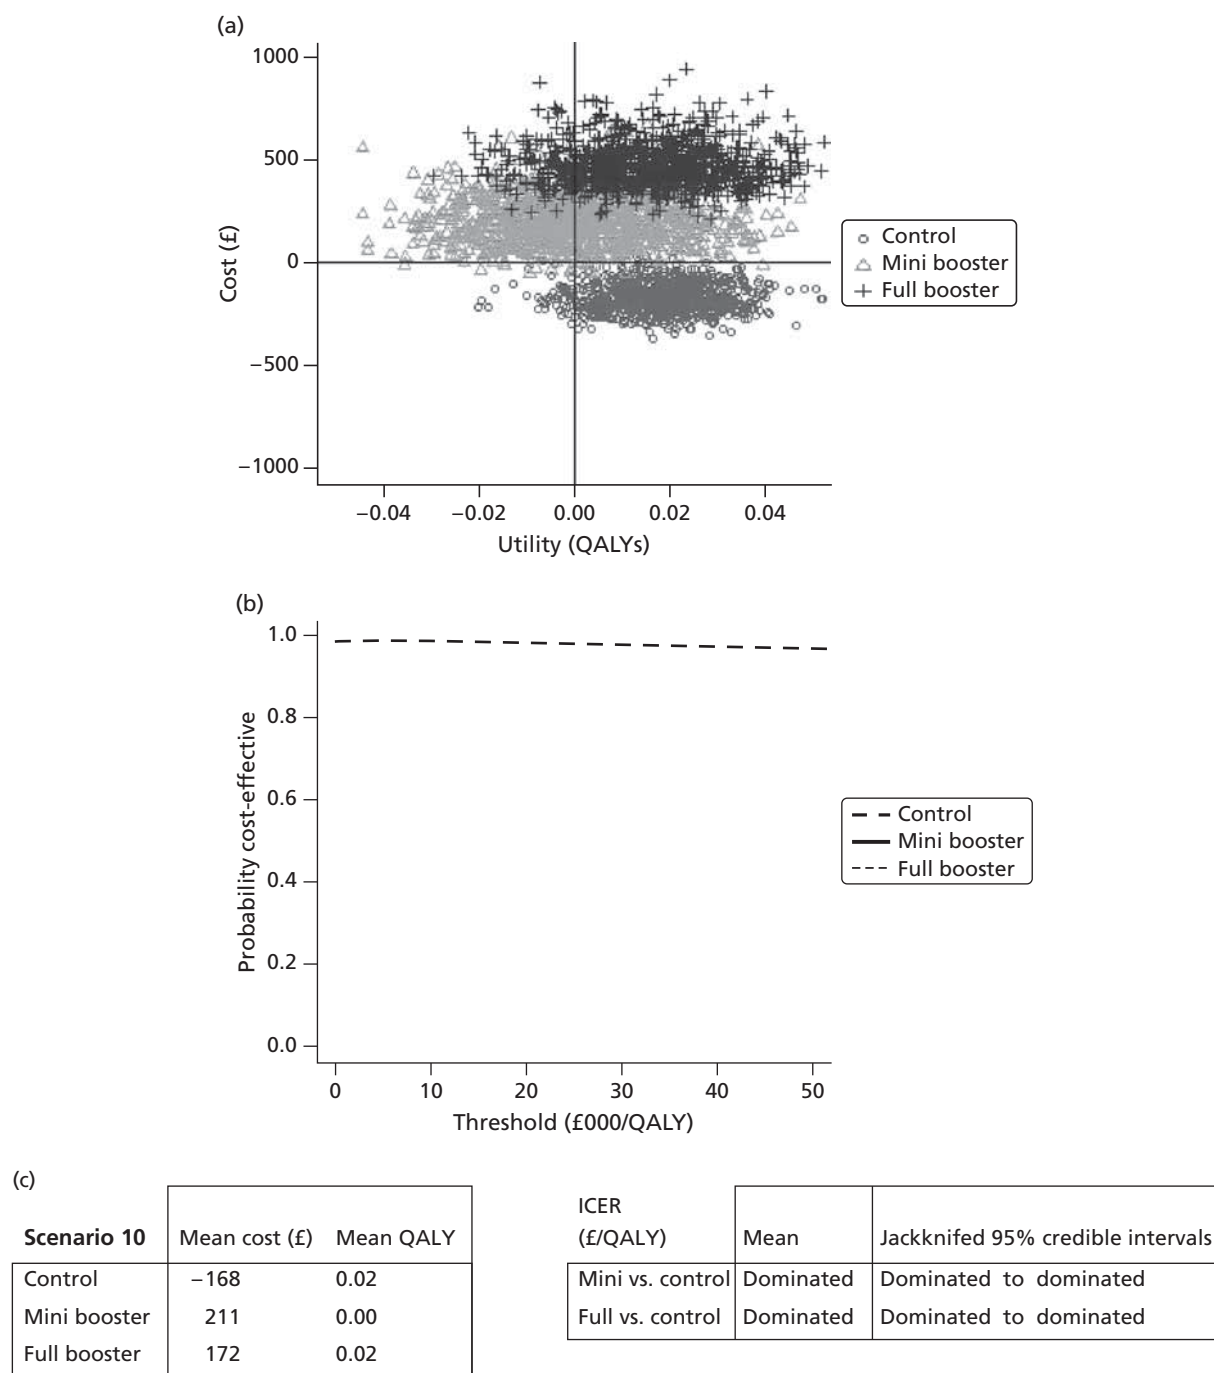 (a)
1000
500
0
−500
−1000
Cost (£)
−0.04 −0.02 0.00 0.02 0.04
Utility (QALYs)
Control
Mini booster
Full booster
(b)
1.0
0.8
0.6
0.4
0.2
0.0
Probability cost-effective
0 10 20 30 40 50
Threshold (£000/QALY)
Control
Mini booster
Full booster
(c)
Scenario 10 Mean cost (£) Mean QALY
Control −168 0.02
Mini booster 211 0.00
Full booster 172 0.02
ICER
(£/QALY) Mean Jackknifed 95% credible intervals
Mini vs. control Dominated Dominated to dominated
Full vs. control Dominated Dominated to dominated